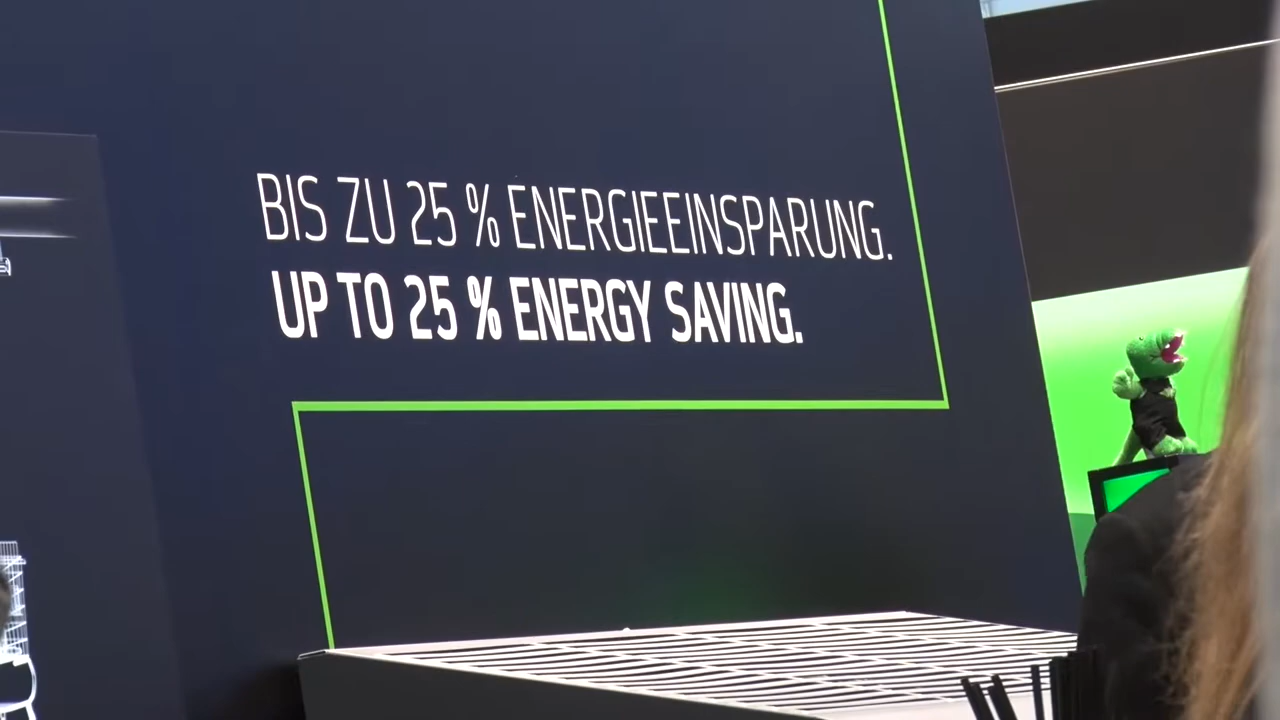 BIS ZU 25 % ENERGIEEINSPARUNG.
UP TO 25 % ENERGY SAVING.